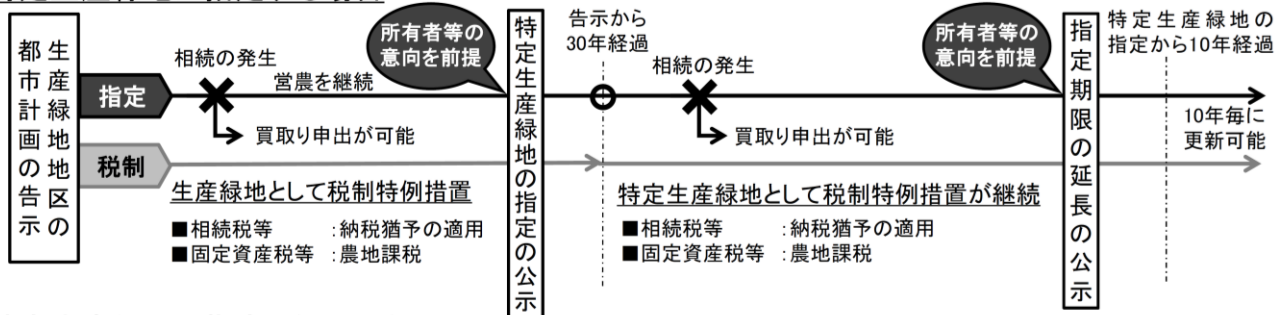 生産緑地地区の
都市計画の告示
指定
税制
相続の発生
営農を継続
買取り申出が可能
生産緑地として税制特例措置
■相続税等 :納税猶予の適用
■固定資産税等 :農地課税
所有者等の
意向を前提
特定生産緑地の指定の公示
告示から
30年経過
相続の発生
買取り申出が可能
特定生産緑地として税制特例措置が継続
■相続税等 :納税猶予の適用
■固定資産税等 :農地課税
所有者等の
意向を前提
指定期限の延長の公示
特定生産緑地の
指定から10年経過
10年毎に
更新可能